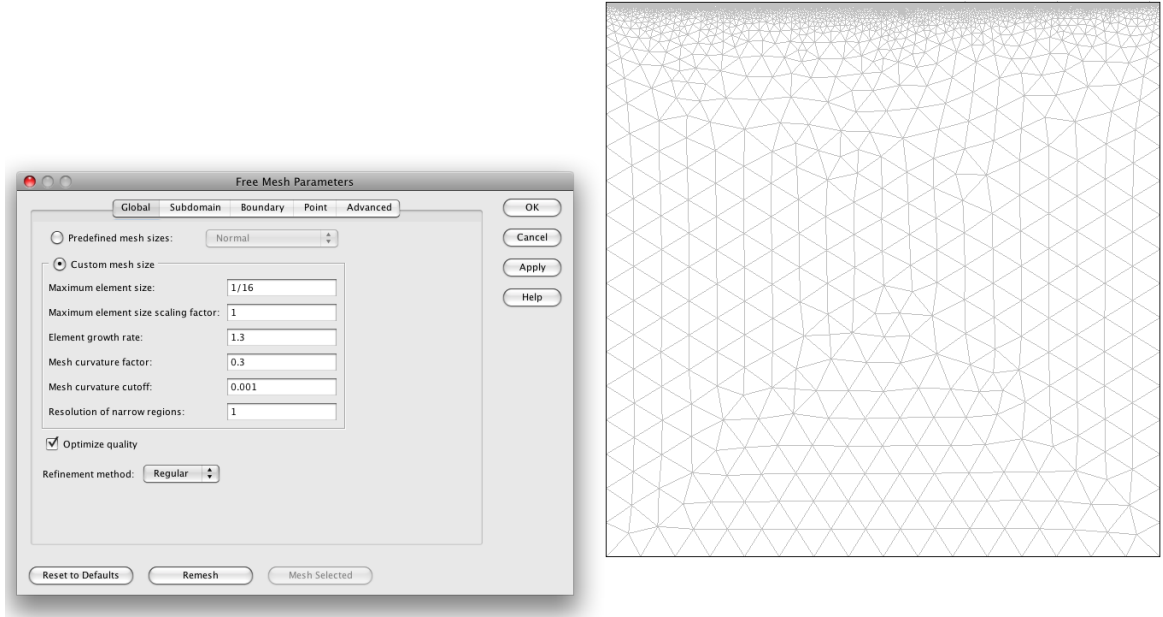 Free Mesh Parameters
Global Subdomain Boundary Point Advanced
OK
Predefined mesh sizes: Normal
Cancel
Custom mesh size
Apply
Maximum element size: 1/16
Help
Maximum element size scaling factor: 1
Element growth rate: 1.3
Mesh curvature factor: 0.3
Mesh curvature cutoff: 0.001
Resolution of narrow regions: 1
Optimize quality
Refinement method: Regular
Reset to Defaults Remesh Mesh Selected